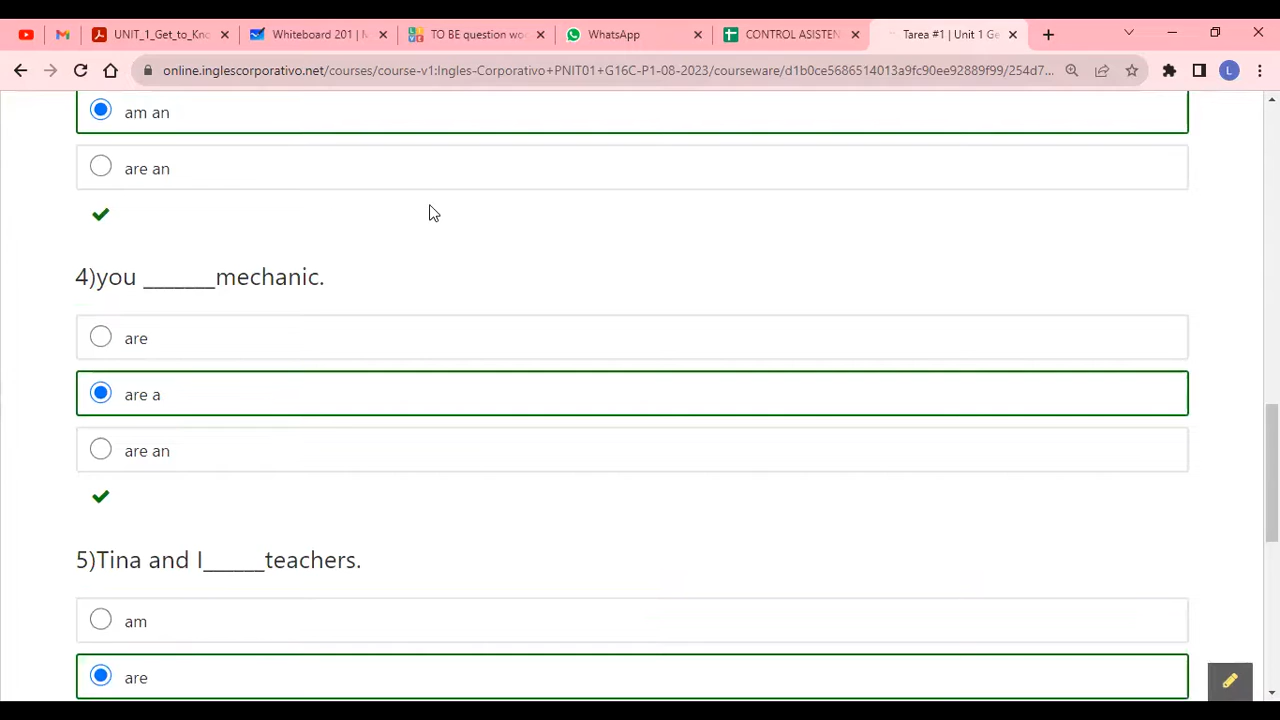 UNIT_1_Get_to_Kno
Whiteboard 201 | M
TO BE question wo
WhatsApp
CONTROL ASISTEN
Tarea #1 | Unit 1 Ge
online.inglescorporativo.net/courses/course-v1:Ingles-Corporativo+PNIT01+G16C-P1-08-2023/courseware/d1b0ce5686514013a9fc90ee92889f99/254d7...
L
am an
are an
4)you _______mechanic.
are
are a
are an
5)Tina and I______teachers.
am
are